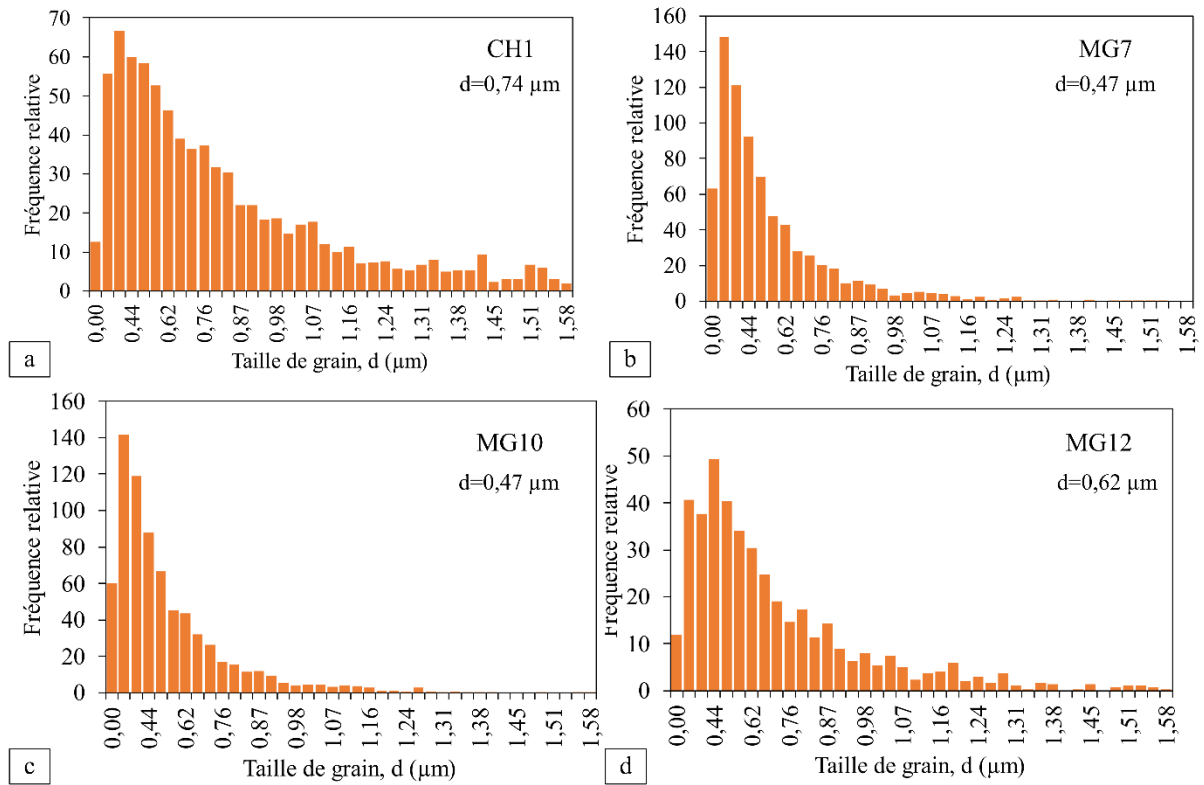 70
60
50
40
30
20
10
0
Fréquence relative
CH1
d=0,74 µm
0,00 0,44 0,62 0,76 0,87 0,98 1,07 1,16 1,24 1,31 1,38 1,45 1,51 1,58
Taille de grain, d (µm)
a
160
140
120
100
80
60
40
20
0
Fréquence relative
MG7
d=0,47 µm
0,00 0,44 0,62 0,76 0,87 0,98 1,07 1,16 1,24 1,31 1,38 1,45 1,51 1,58
Taille de grain, d (µm)
b
160
140
120
100
80
60
40
20
0
Fréquence relative
MG10
d=0,47 µm
0,00 0,44 0,62 0,76 0,87 0,98 1,07 1,16 1,24 1,31 1,38 1,45 1,51 1,58
Taille de grain, d (µm)
c
60
50
40
30
20
10
0
Fréquence relative
MG12
d=0,62 µm
0,00 0,44 0,62 0,76 0,87 0,98 1,07 1,16 1,24 1,31 1,38 1,45 1,51 1,58
Taille de grain, d (µm)
d